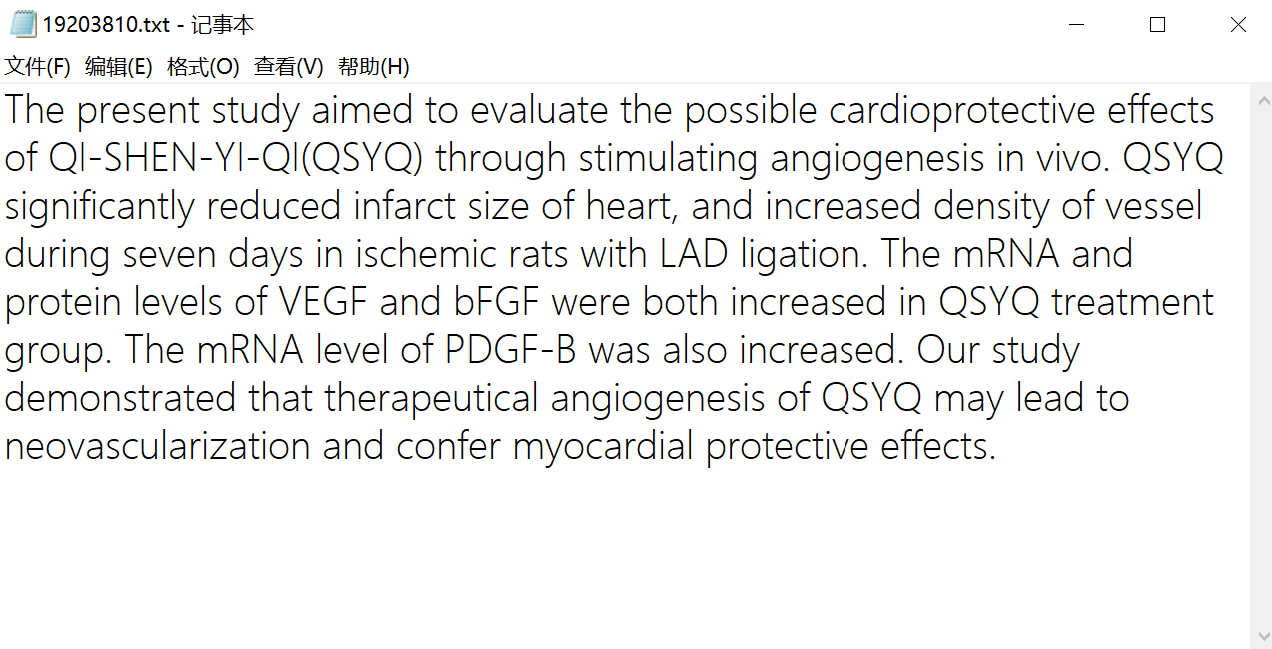 19203810.txt - 记事本
文件(F) 编辑(E) 格式(O) 查看(V) 帮助(H)
The present study aimed to evaluate the possible cardioprotective effects
of QI-SHEN-YI-QI(QSYQ) through stimulating angiogenesis in vivo. QSYQ
significantly reduced infarct size of heart, and increased density of vessel
during seven days in ischemic rats with LAD ligation. The mRNA and
protein levels of VEGF and bFGF were both increased in QSYQ treatment
group. The mRNA level of PDGF-B was also increased. Our study
demonstrated that therapeutical angiogenesis of QSYQ may lead to
neovascularization and confer myocardial protective effects.